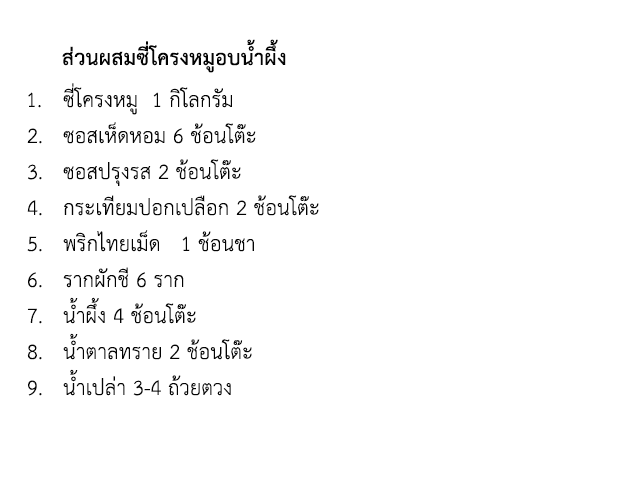 ส่วนผสมซี่โครงหมูอบน้ำผึ้ง
1. ซี่โครงหมู 1 กิโลกรัม
2. ซอสเห็ดหอม 6 ช้อนโต๊ะ
3. ซอสปรุงรส 2 ช้อนโต๊ะ
4. กระเทียมปอกเปลือก 2 ช้อนโต๊ะ
5. พริกไทยเม็ด 1 ช้อนชา
6. รากผักชี 6 ราก
7. น้ำผึ้ง 4 ช้อนโต๊ะ
8. น้ำตาลทราย 2 ช้อนโต๊ะ
9. น้ำเปล่า 3-4 ถ้วยตวง